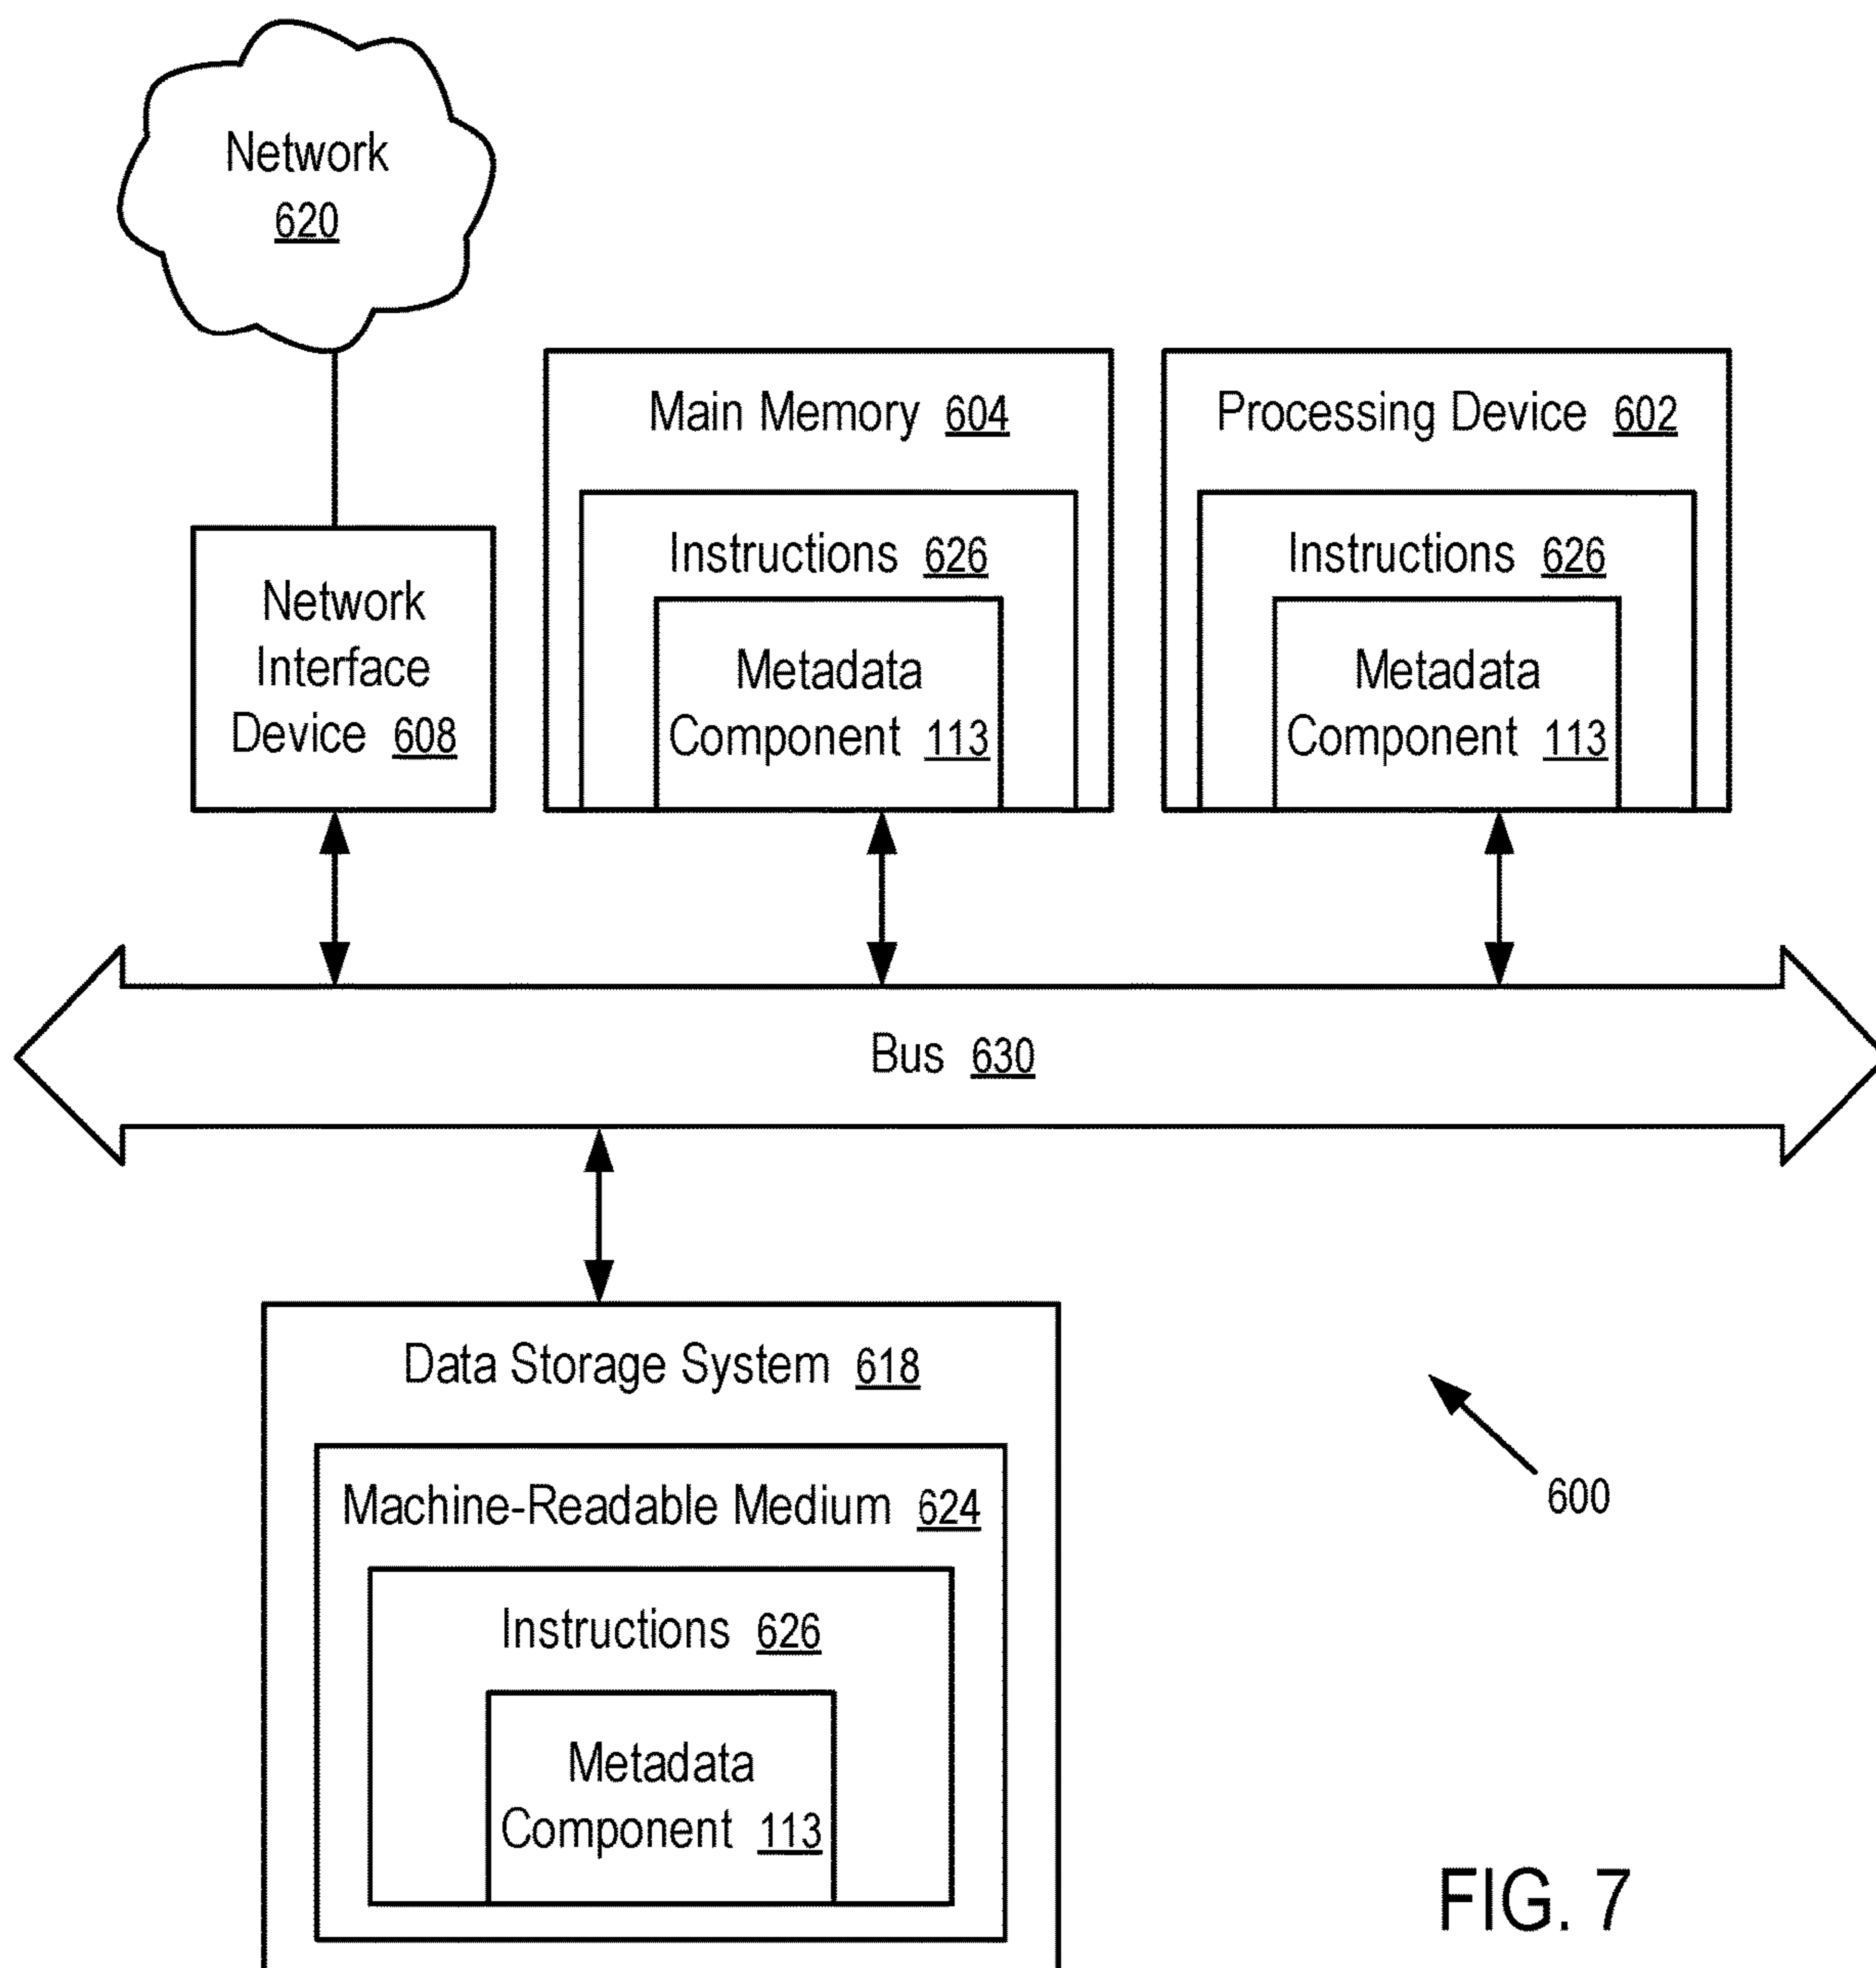 Network
620
Main Memory 604
Instructions 626
Metadata
Component 113
Processing Device 602
Instructions 626
Metadata
Component 113
Network
Interface
Device 608
Bus 630
Data Storage System 618
Machine-Readable Medium 624
Instructions 626
Metadata
Component 113
600
FIG. 7